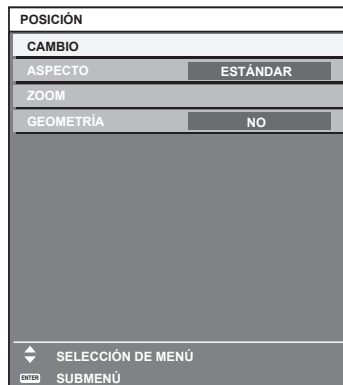 POSICIÓN
CAMBIO
ASPECTO ESTÁNDAR
ZOOM
GEOMETRÍA NO
SELECCIÓN DE MENÚ
ENTER SUBMENÚ